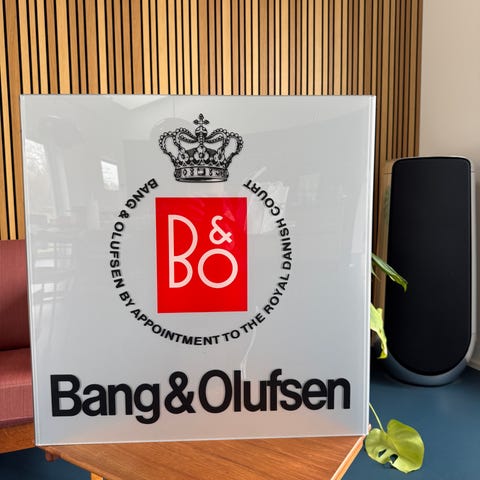 BANG & OLUFSEN BY APPOINTMENT TO THE ROYAL DANISH COURT
B&O
Bang & Olufsen